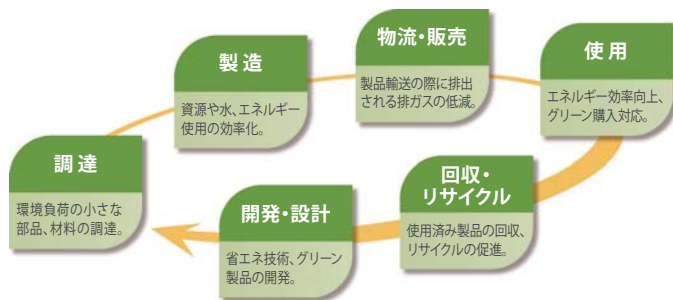 調達
環境負荷の小さな
部品、材料の調達。
製造
資源や水、エネルギー
使用の効率化。
物流・販売
製品輸送の際に排出
される排ガスの低減。
使用
エネルギー効率向上、
グリーン購入対応。
回収・
リサイクル
使用済み製品の回収、
リサイクルの促進。
開発・設計
省エネ技術、グリーン
製品の開発。